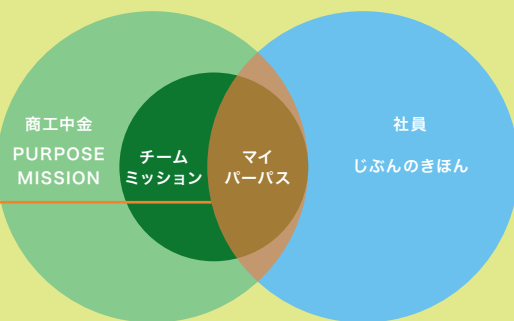 商工中金
PURPOSE
MISSION
チーム
ミッション
マイ
パーパス
社員
じぶんのきほん